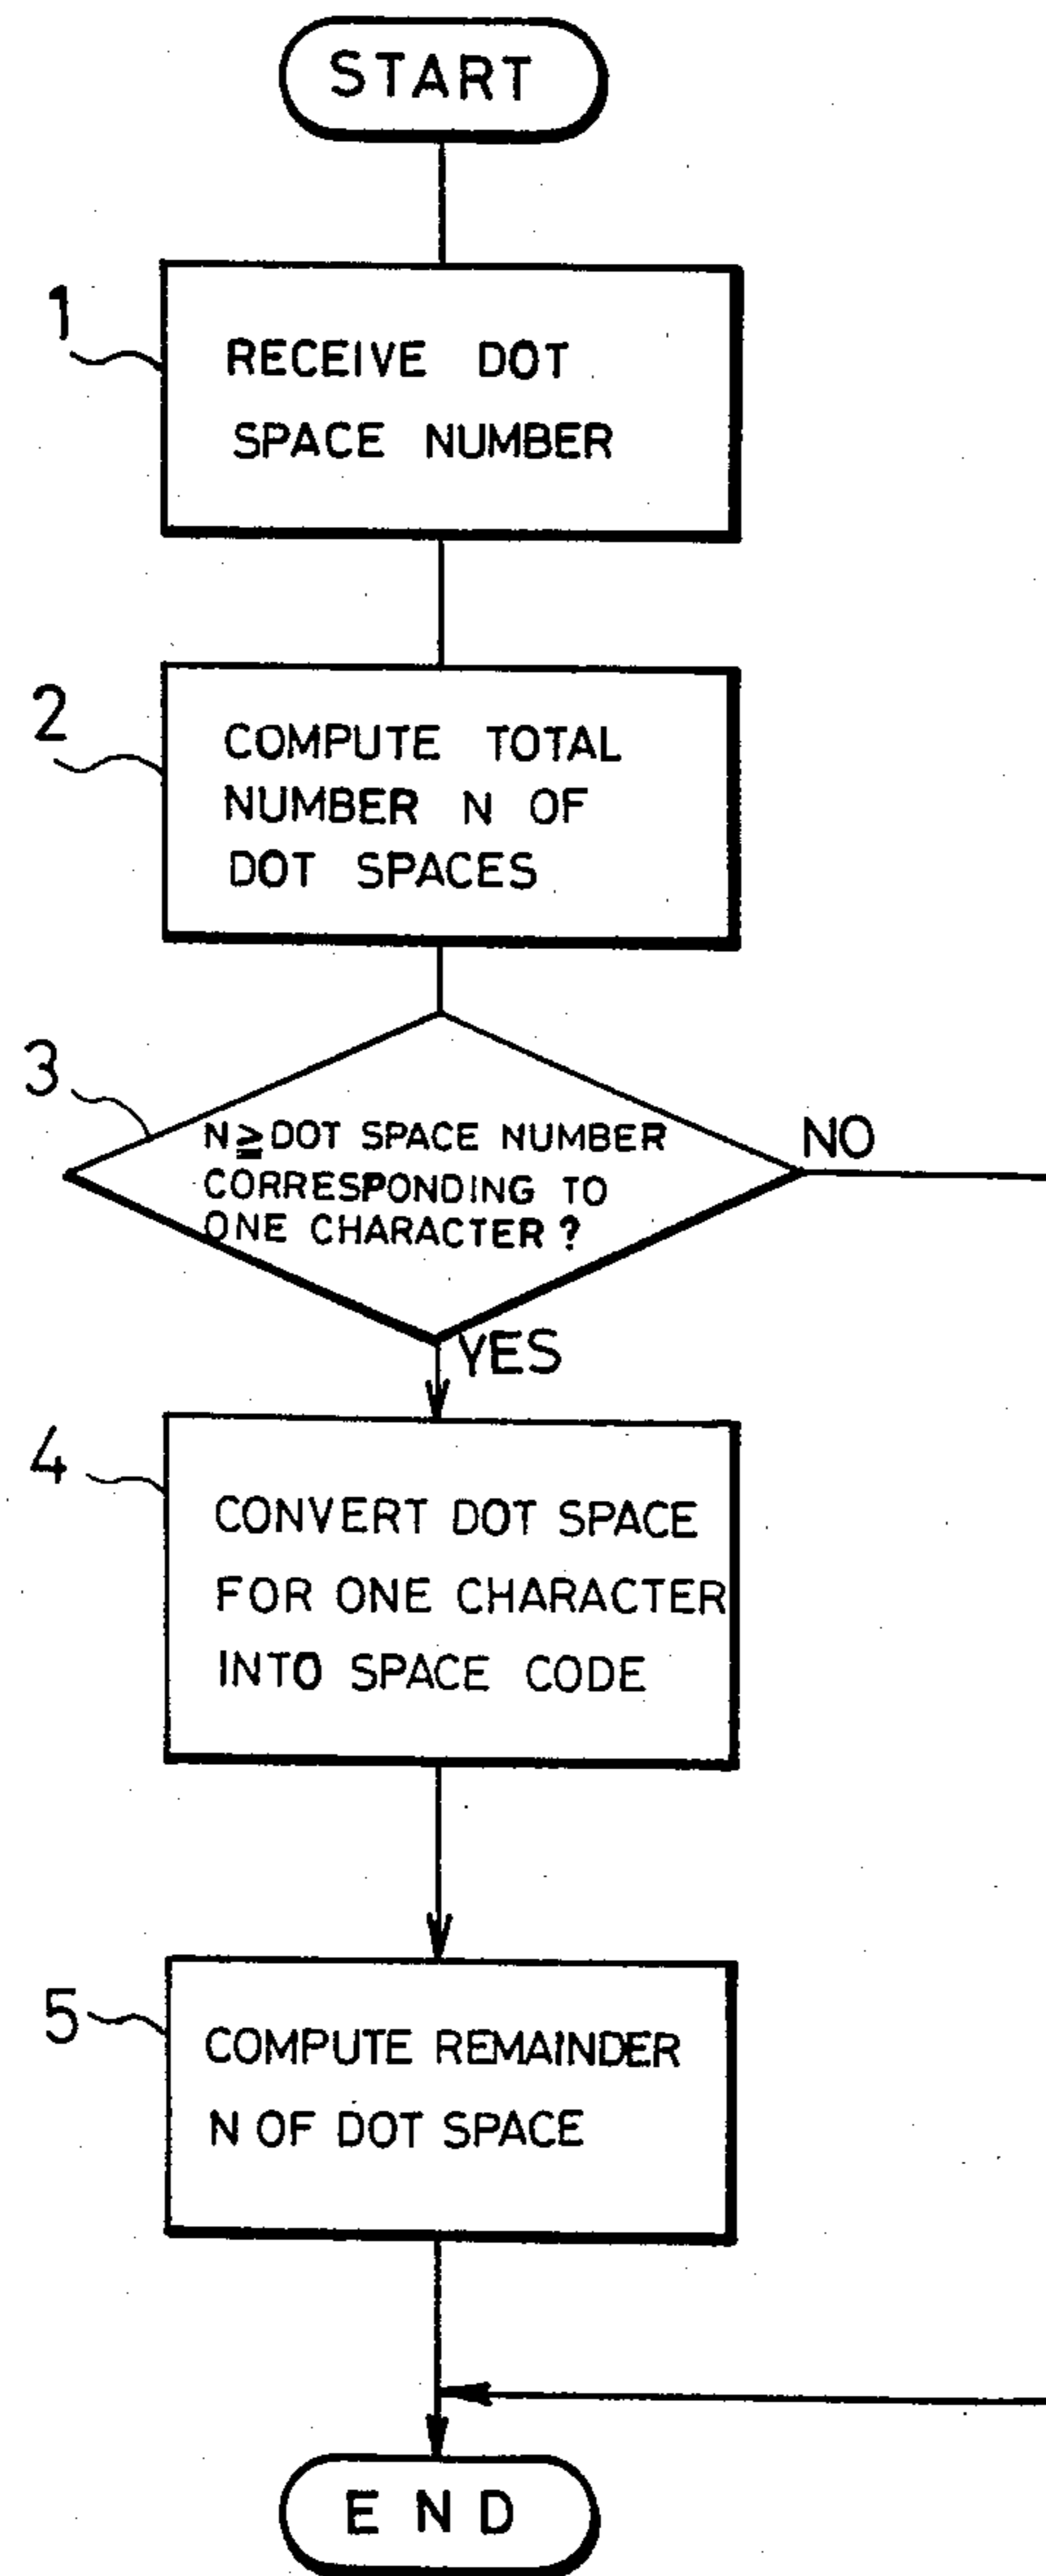 START
1
RECEIVE DOT
SPACE NUMBER
2
COMPUTE TOTAL
NUMBER N OF
DOT SPACES
3
N≧DOT SPACE NUMBER
CORRESPONDING TO
ONE CHARACTER?
NO
YES
4
CONVERT DOT SPACE
FOR ONE CHARACTER
INTO SPACE CODE
5
COMPUTE REMAINDER
N OF DOT SPACE
END